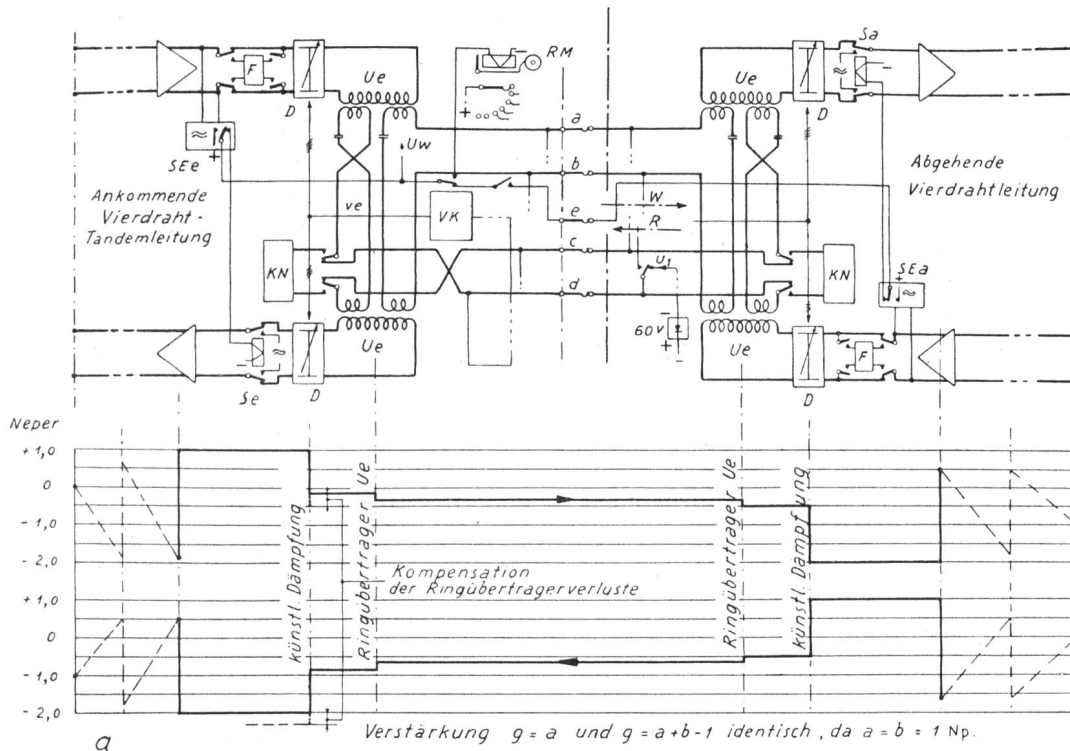 RM
Sa
F
Ue
Ue
≈
D
a
D
+
≈
Uw
b
SEe
+
Ankommende
Vierdraht-
Tandemleitung
ve
VK
e
W
R
Abgehende
Vierdrahtleitung
c
KN
u1
KN
SEa
+ ≈
d
60V
+
Ue
Ue
F
≈
Se
D
D
Neper
+ 1,0
0
- 1,0
- 2,0
+ 1,0
0
- 1,0
- 2,0
künstl. Dämpfung
Ringübertrager Ue
Kompensation
der Ringübertragerverluste
Ringübertrager Ue
künstl. Dämpfung
a
Verstärkung g = a und g = a + b - 1 identisch, da a = b = 1 Np.